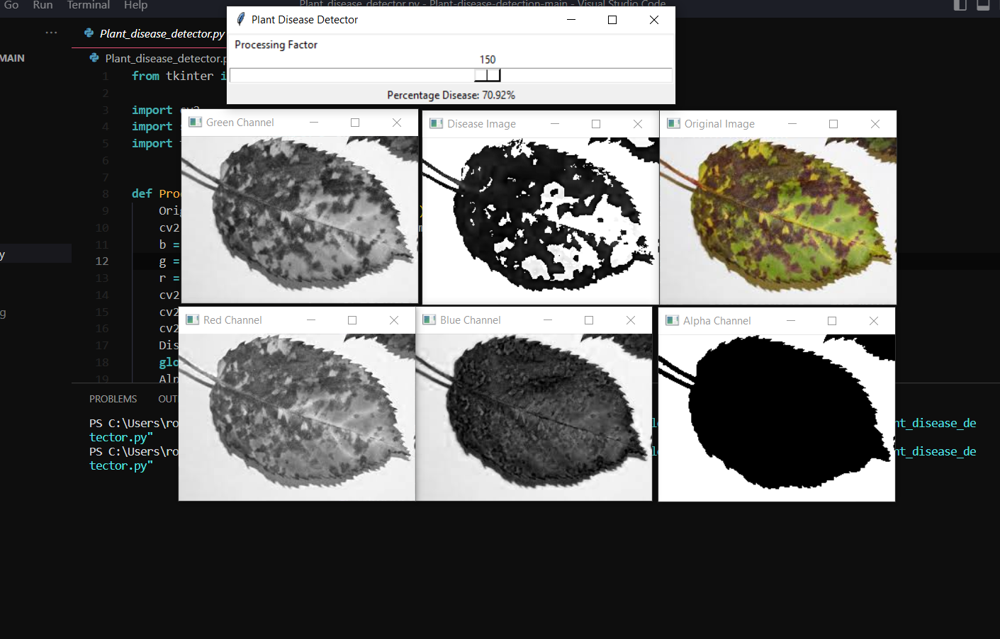 Go Run Terminal Help
Plant_disease_detector.py - Plant-disease-detection-main - Visual Studio Code
Plant Disease Detector
Processing Factor
150
Percentage Disease: 70.92%
··· Plant_disease_detector.py
MAIN
Plant_disease_detector.p
1 from tkinter i
2
3 import cv2
4 import
5 import
6
7
8 def Proc
9 Orig )
10 cv2
11 b =
12 g =
13 r =
14 cv2
15 cv2
16 cv2
17 Dis
18 glo
19 Alp
y
g
Green Channel
Disease Image
Original Image
Red Channel
Blue Channel
Alpha Channel
PROBLEMS OUT
PS C:\Users\ro nt_disease_de
tector.py"
PS C:\Users\ro nt_disease_de
tector.py"